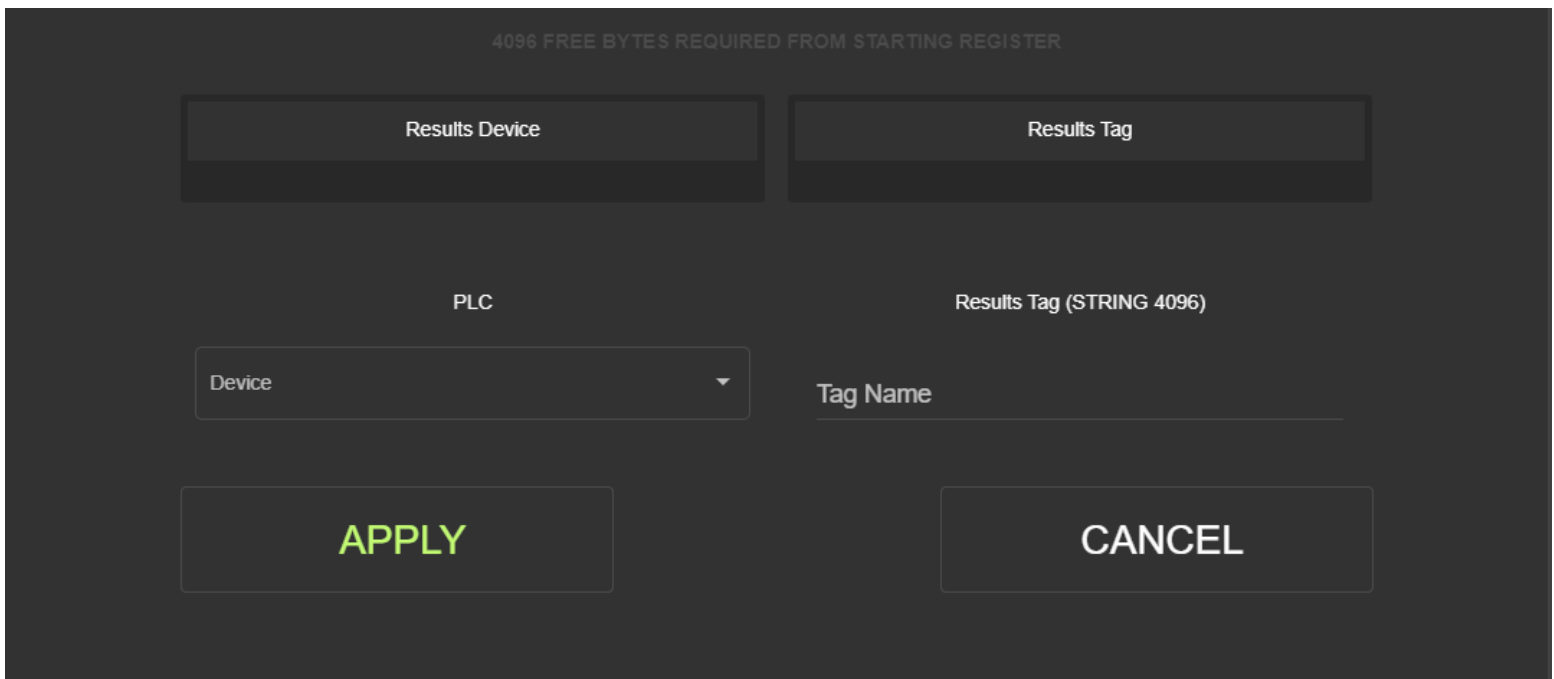 4096 FREE BYTES REQUIRED FROM STARTING REGISTER
Results Device
Results Tag
PLC
Results Tag (STRING 4096)
Device
Tag Name
APPLY
CANCEL